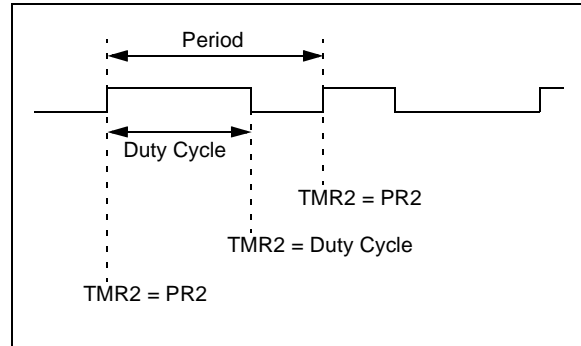 Period
Duty Cycle
TMR2 = PR2
TMR2 = Duty Cycle
TMR2 = PR2